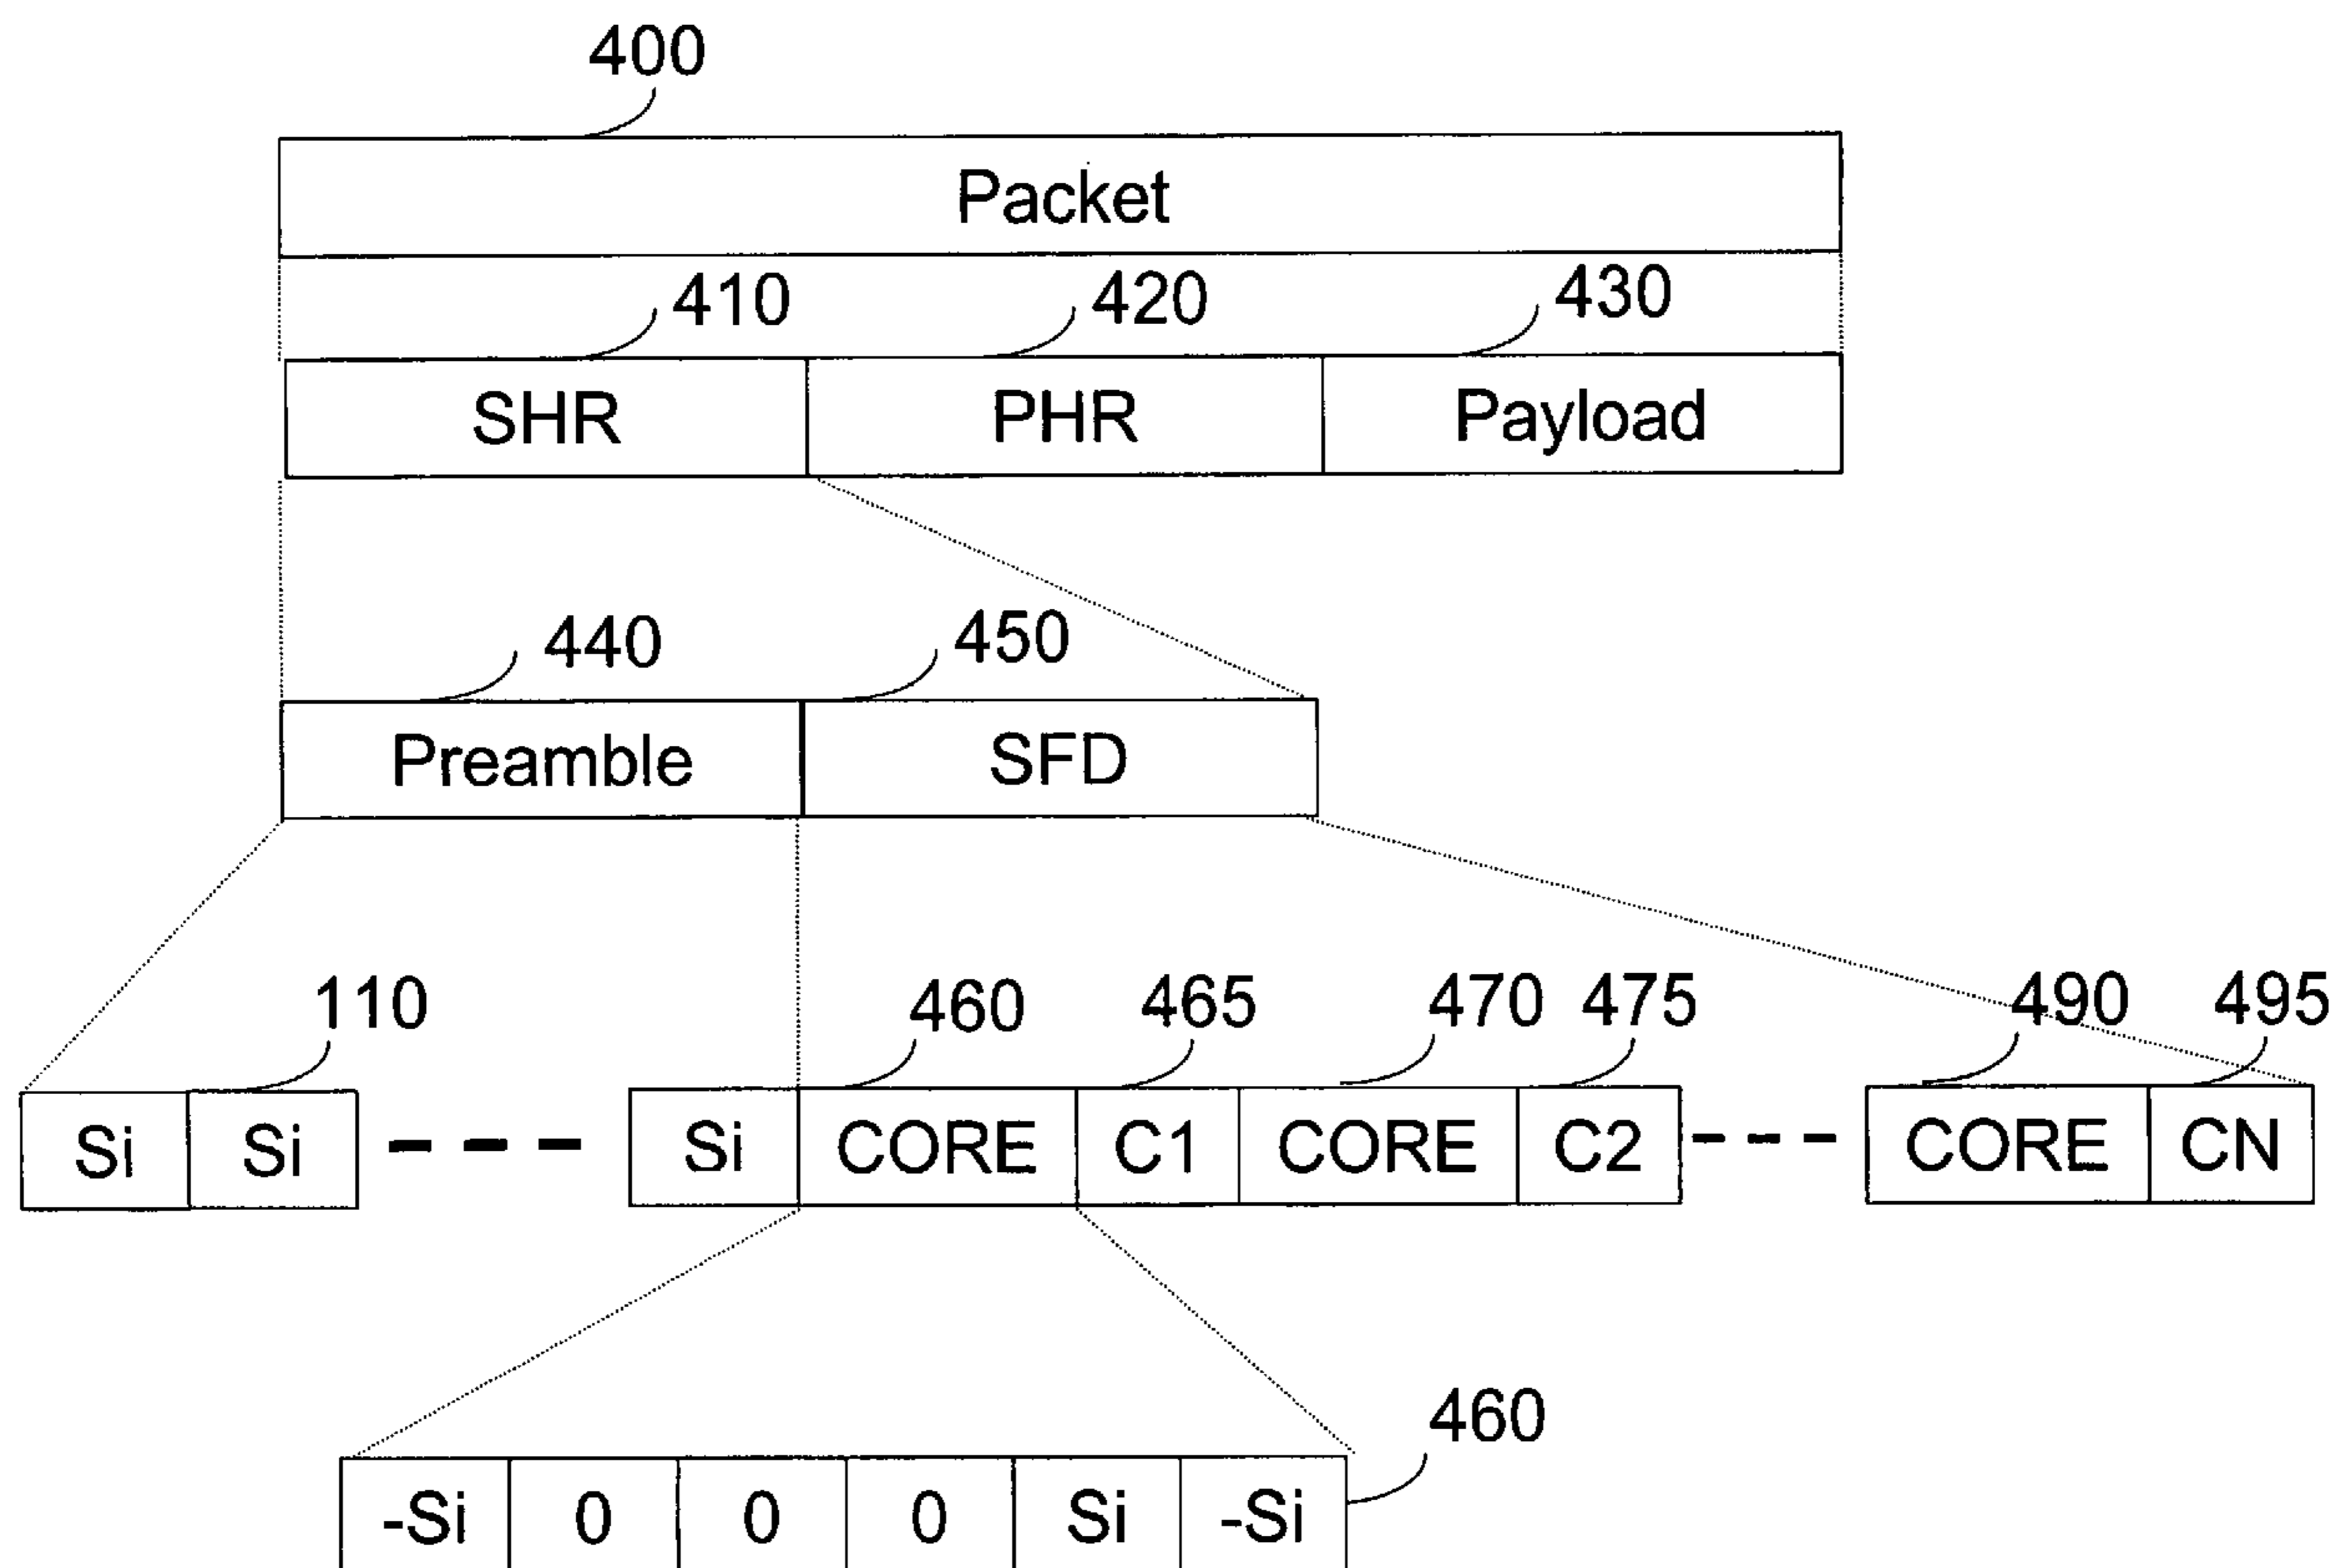 400
Packet
410 420 430
SHR PHR Payload
440 450
Preamble SFD
110 460 465 470 475 490 495
Si Si --- Si CORE C1 CORE C2 --- CORE CN
460
-Si 0 0 0 Si -Si